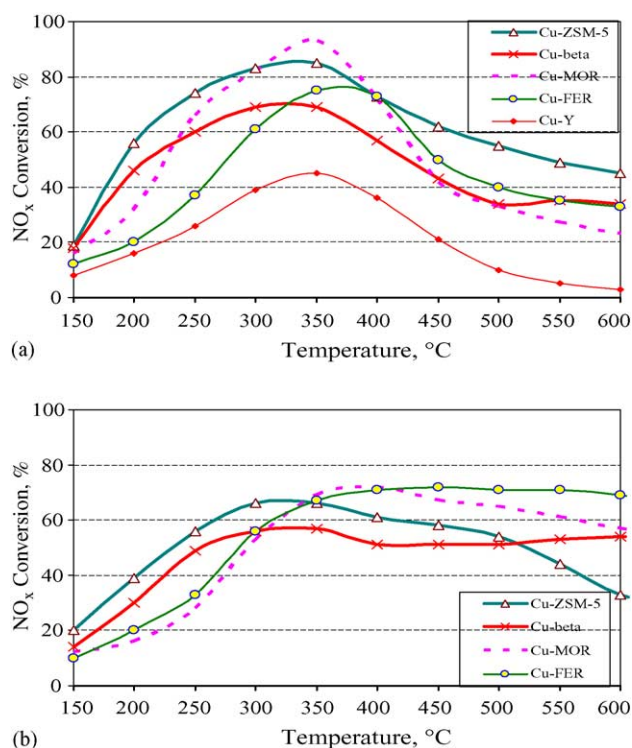 100
80
60
40
20
0
NOx Conversion, %
Cu-ZSM-5
Cu-beta
Cu-MOR
Cu-FER
Cu-Y
150 200 250 300 350 400 450 500 550 600
(a)
Temperature, °C
100
80
60
40
20
0
NOx Conversion, %
Cu-ZSM-5
Cu-beta
Cu-MOR
Cu-FER
150 200 250 300 350 400 450 500 550 600
(b)
Temperature, °C